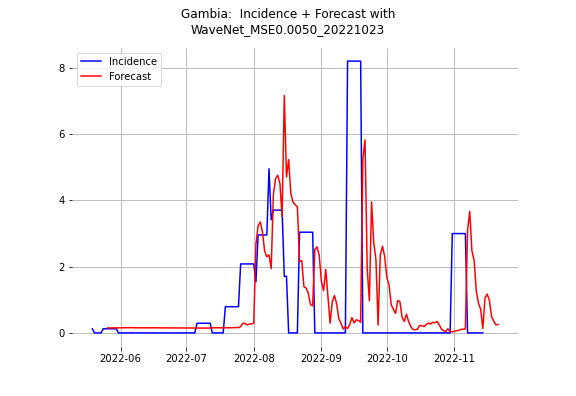 Gambia:  Incidence + Forecast with
WaveNet_MSE0.0050_20221023
Incidence
Forecast
8
6
4
2
0
2022-06 2022-07 2022-08 2022-09 2022-10 2022-11